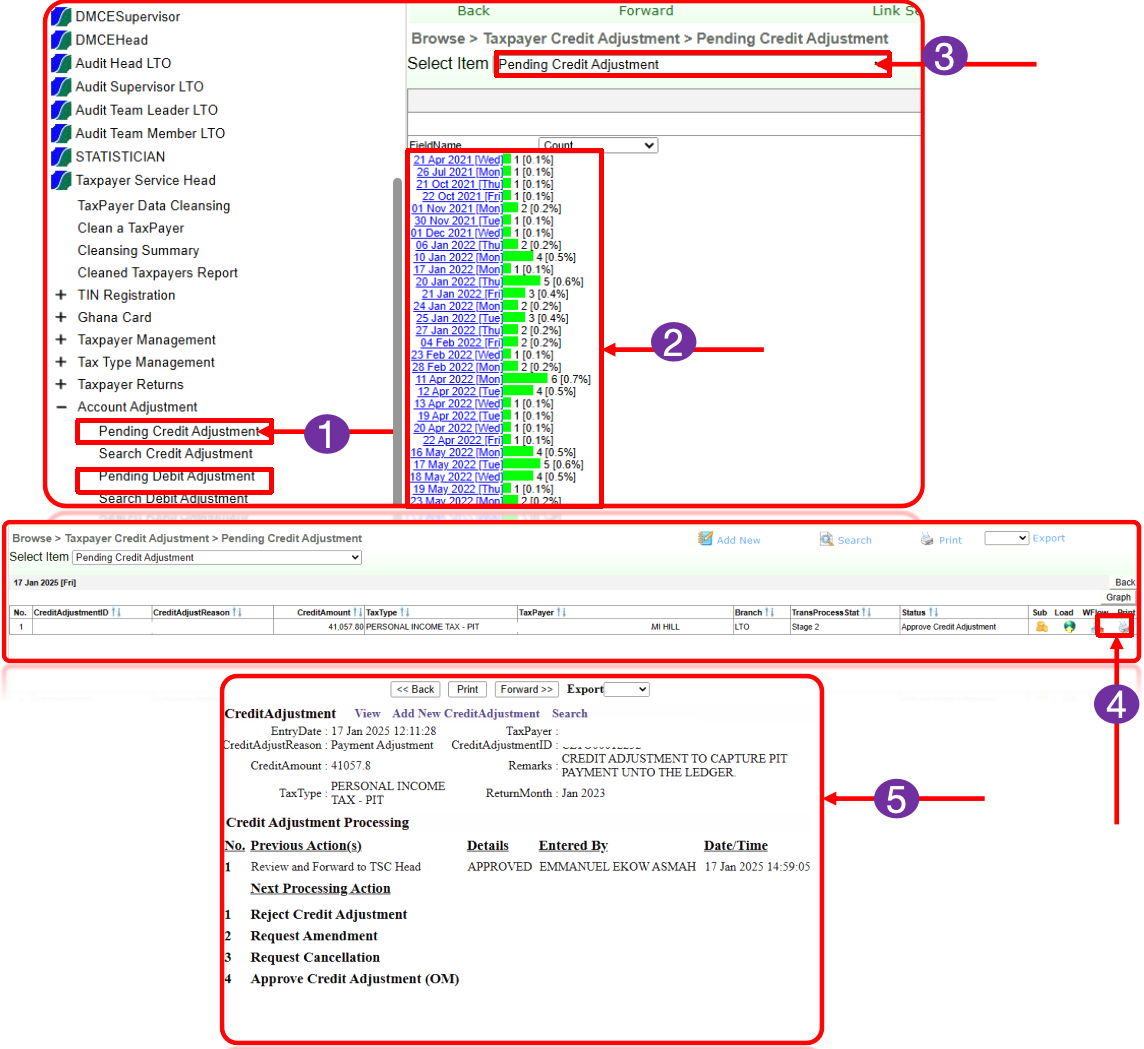 DMCESupervisor
DMCEHead
Audit Head LTO
Audit Supervisor LTO
Audit Team Leader LTO
Audit Team Member LTO
STATISTICIAN
Taxpayer Service Head
TaxPayer Data Cleansing
Clean a TaxPayer
Cleansing Summary
Cleaned Taxpayers Report
+ TIN Registration
+ Ghana Card
+ Taxpayer Management
+ Tax Type Management
+ Taxpayer Returns
− Account Adjustment
Pending Credit Adjustment
Search Credit Adjustment
Pending Debit Adjustment
Search Debit Adjustment
1
Back Forward Link
Browse > Taxpayer Credit Adjustment > Pending Credit Adjustment
Select Item Pending Credit Adjustment
3
FieldName Count
21 Apr 2021 [Wed] 1 [0.1%]
26 Jul 2021 [Mon] 1 [0.1%]
21 Oct 2021 [Thu] 1 [0.1%]
22 Oct 2021 [Fri] 1 [0.1%]
01 Nov 2021 [Mon] 2 [0.2%]
30 Nov 2021 [Tue] 1 [0.1%]
01 Dec 2021 [Wed] 1 [0.1%]
06 Jan 2022 [Thu] 2 [0.2%]
10 Jan 2022 [Mon] 4 [0.5%]
17 Jan 2022 [Mon] 1 [0.1%]
20 Jan 2022 [Thu] 5 [0.6%]
21 Jan 2022 [Fri] 3 [0.4%]
24 Jan 2022 [Mon] 2 [0.2%]
25 Jan 2022 [Tue] 3 [0.4%]
27 Jan 2022 [Thu] 2 [0.2%]
04 Feb 2022 [Fri] 2 [0.2%]
23 Feb 2022 [Wed] 1 [0.1%]
28 Feb 2022 [Mon] 2 [0.2%]
11 Apr 2022 [Mon] 6 [0.7%]
12 Apr 2022 [Tue] 4 [0.5%]
13 Apr 2022 [Wed] 1 [0.1%]
19 Apr 2022 [Tue] 1 [0.1%]
20 Apr 2022 [Wed] 1 [0.1%]
22 Apr 2022 [Fri] 1 [0.1%]
16 May 2022 [Mon] 4 [0.5%]
17 May 2022 [Tue] 5 [0.6%]
18 May 2022 [Wed] 4 [0.5%]
19 May 2022 [Thu] 1 [0.1%]
23 May 2022 [Mon] 2 [0.2%]
2
Browse > Taxpayer Credit Adjustment > Pending Credit Adjustment Add New Search Print Export
Select Item Pending Credit Adjustment
17 Jan 2025 [Fri] Back
Graph
No. CreditAdjustmentID CreditAdjustReason CreditAmount TaxType TaxPayer Branch TransProcessStat Status Sub Load WFlow Print
1 41,057.80 PERSONAL INCOME TAX - PIT MI HILL LTO Stage 2 Approve Credit Adjustment
4
<< Back Print Forward >> Export
CreditAdjustment View Add New CreditAdjustment Search
EntryDate : 17 Jan 2025 12:11:28 TaxPayer :
CreditAdjustReason : Payment Adjustment CreditAdjustmentID :
CreditAmount : 41057.8 Remarks : CREDIT ADJUSTMENT TO CAPTURE PIT
PAYMENT UNTO THE LEDGER.
TaxType : PERSONAL INCOME
TAX - PIT ReturnMonth : Jan 2023
5
Credit Adjustment Processing
No. Previous Action(s) Details Entered By Date/Time
1 Review and Forward to TSC Head APPROVED EMMANUEL EKOW ASMAH 17 Jan 2025 14:59:05
Next Processing Action
1 Reject Credit Adjustment
2 Request Amendment
3 Request Cancellation
4 Approve Credit Adjustment (OM)